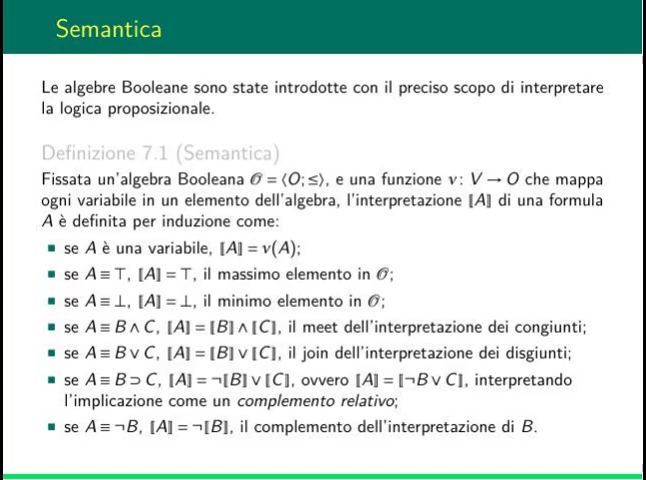 Semantica
Le algebre Booleane sono state introdotte con il preciso scopo di interpretare
la logica proposizionale.
Definizione 7.1 (Semantica)
Fissata un'algebra Booleana 𝒪 = ⟨O; ≤⟩, e una funzione ν: V → O che mappa
ogni variabile in un elemento dell'algebra, l'interpretazione ⟦A⟧ di una formula
A è definita per induzione come:
■ se A è una variabile, ⟦A⟧ = ν(A);
■ se A ≡ ⊤, ⟦A⟧ = ⊤, il massimo elemento in 𝒪;
■ se A ≡ ⊥, ⟦A⟧ = ⊥, il minimo elemento in 𝒪;
■ se A ≡ B ∧ C, ⟦A⟧ = ⟦B⟧ ∧ ⟦C⟧, il meet dell'interpretazione dei congiunti;
■ se A ≡ B ∨ C, ⟦A⟧ = ⟦B⟧ ∨ ⟦C⟧, il join dell'interpretazione dei disgiunti;
■ se A ≡ B ⊃ C, ⟦A⟧ = ¬⟦B⟧ ∨ ⟦C⟧, ovvero ⟦A⟧ = ⟦¬B ∨ C⟧, interpretando
l'implicazione come un complemento relativo;
■ se A ≡ ¬B, ⟦A⟧ = ¬⟦B⟧, il complemento dell'interpretazione di B.